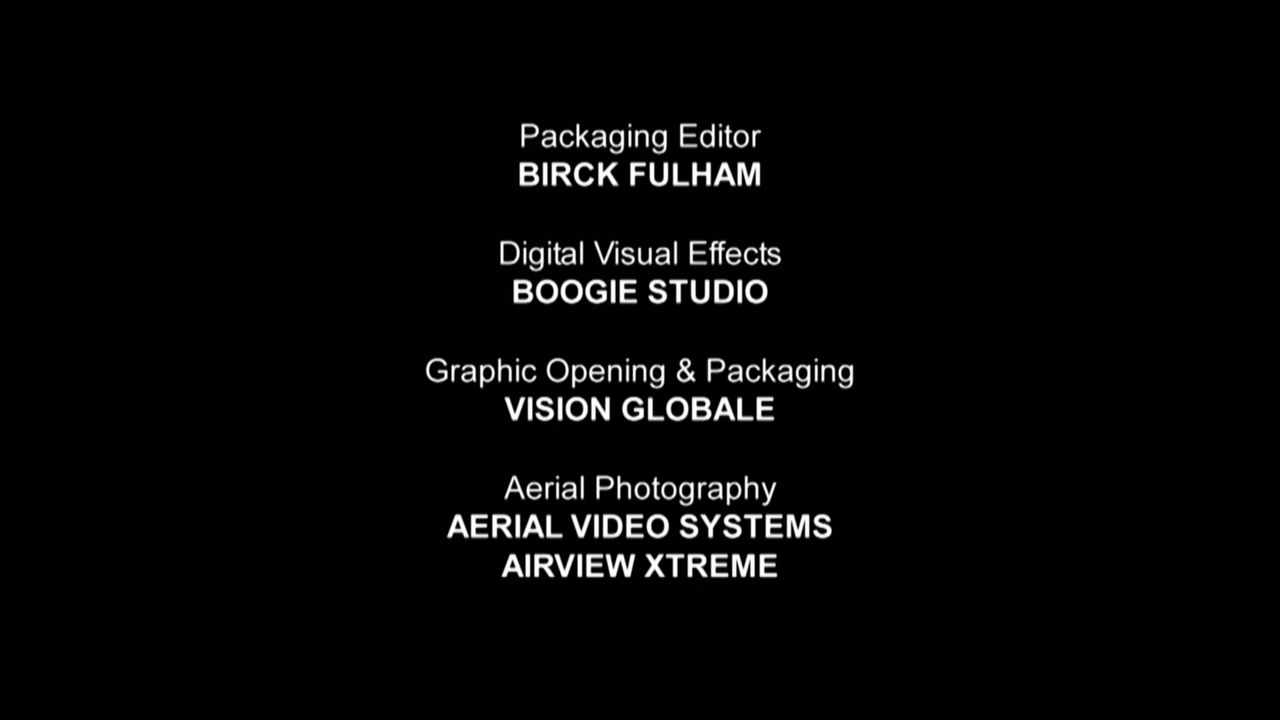 Packaging Editor
BIRCK FULHAM
Digital Visual Effects
BOOGIE STUDIO
Graphic Opening & Packaging
VISION GLOBALE
Aerial Photography
AERIAL VIDEO SYSTEMS
AIRVIEW XTREME